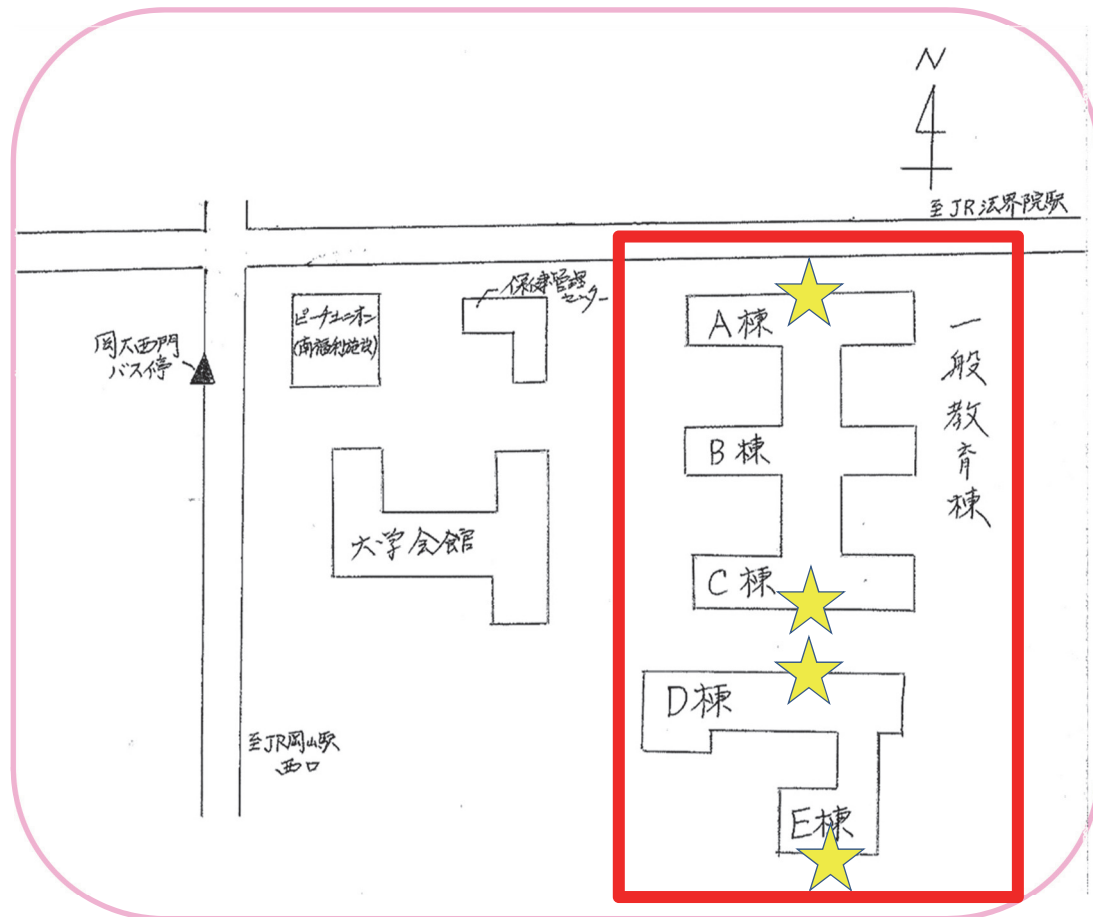 N
至JR法界院駅
保健管理
センター
ピーチユニオン
(南福利施設)
岡大西門
バス停
A棟
一般教育棟
B棟
大学会館
C棟
D棟
至JR岡山駅
西口
E棟